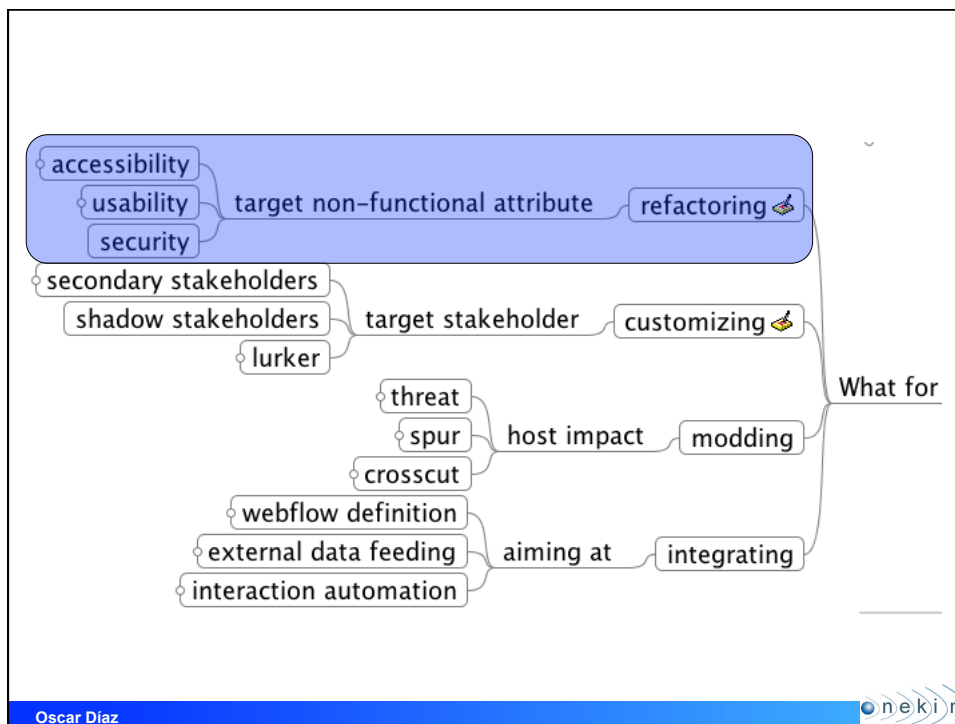 accessibility
usability
security
target non-functional attribute
refactoring
secondary stakeholders
shadow stakeholders
lurker
target stakeholder
customizing
What for
threat
spur
crosscut
host impact
modding
webflow definition
external data feeding
interaction automation
aiming at
integrating
Oscar Díaz